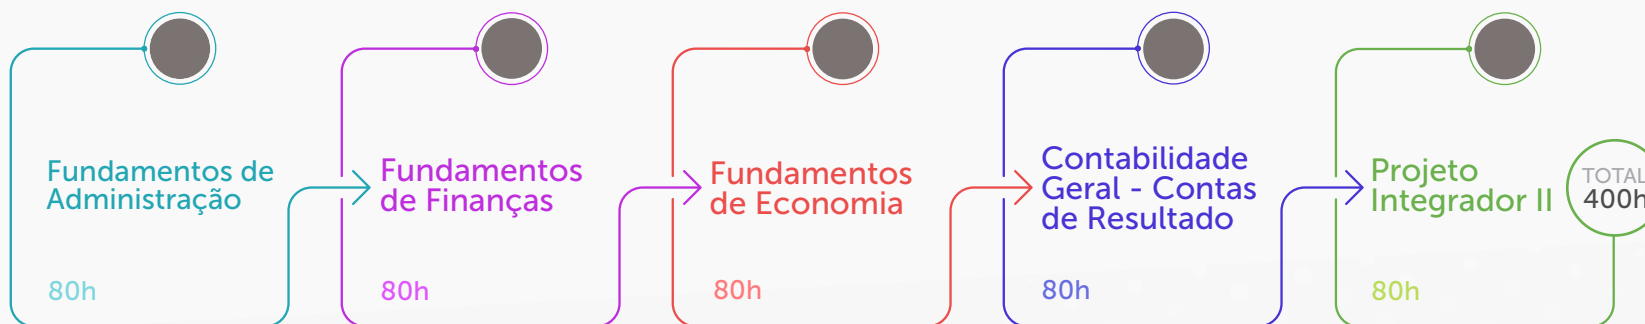 Fundamentos de
Administração
80h
Fundamentos
de Finanças
80h
Fundamentos
de Economia
80h
Contabilidade
Geral - Contas
de Resultado
80h
Projeto
Integrador II
80h
TOTAL
400h